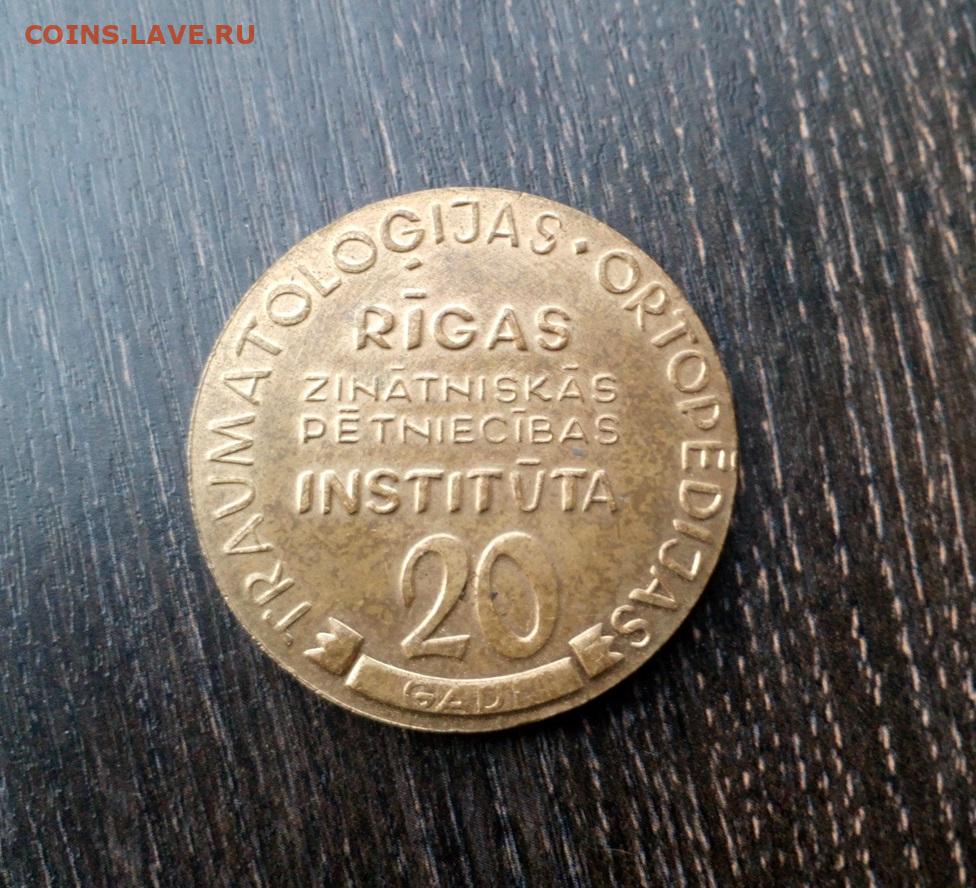 COINS.LAVE.RU
TRAUMATOLOĢIJAS · ORTOPĒDIJAS
RĪGAS
ZINĀTNISKĀS
PĒTNIECĪBAS
INSTITŪTA
20
GADI